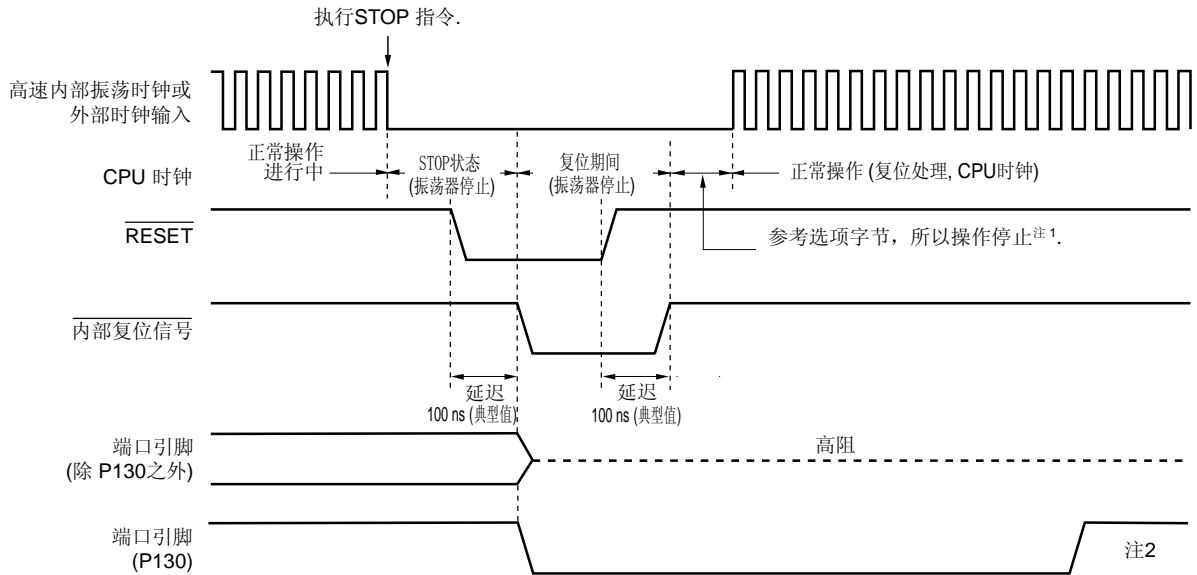 执行STOP 指令.
高速内部振荡时钟或
外部时钟输入
正常操作
进行中
STOP状态
(振荡器停止)
复位期间
(振荡器停止)
正常操作 (复位处理, CPU时钟)
CPU 时钟
RESET
参考选项字节，所以操作停止注 1.
内部复位信号
延迟
100 ns (典型值)
延迟
100 ns (典型值)
端口引脚
(除 P130之外)
高阻
端口引脚
(P130)
注2